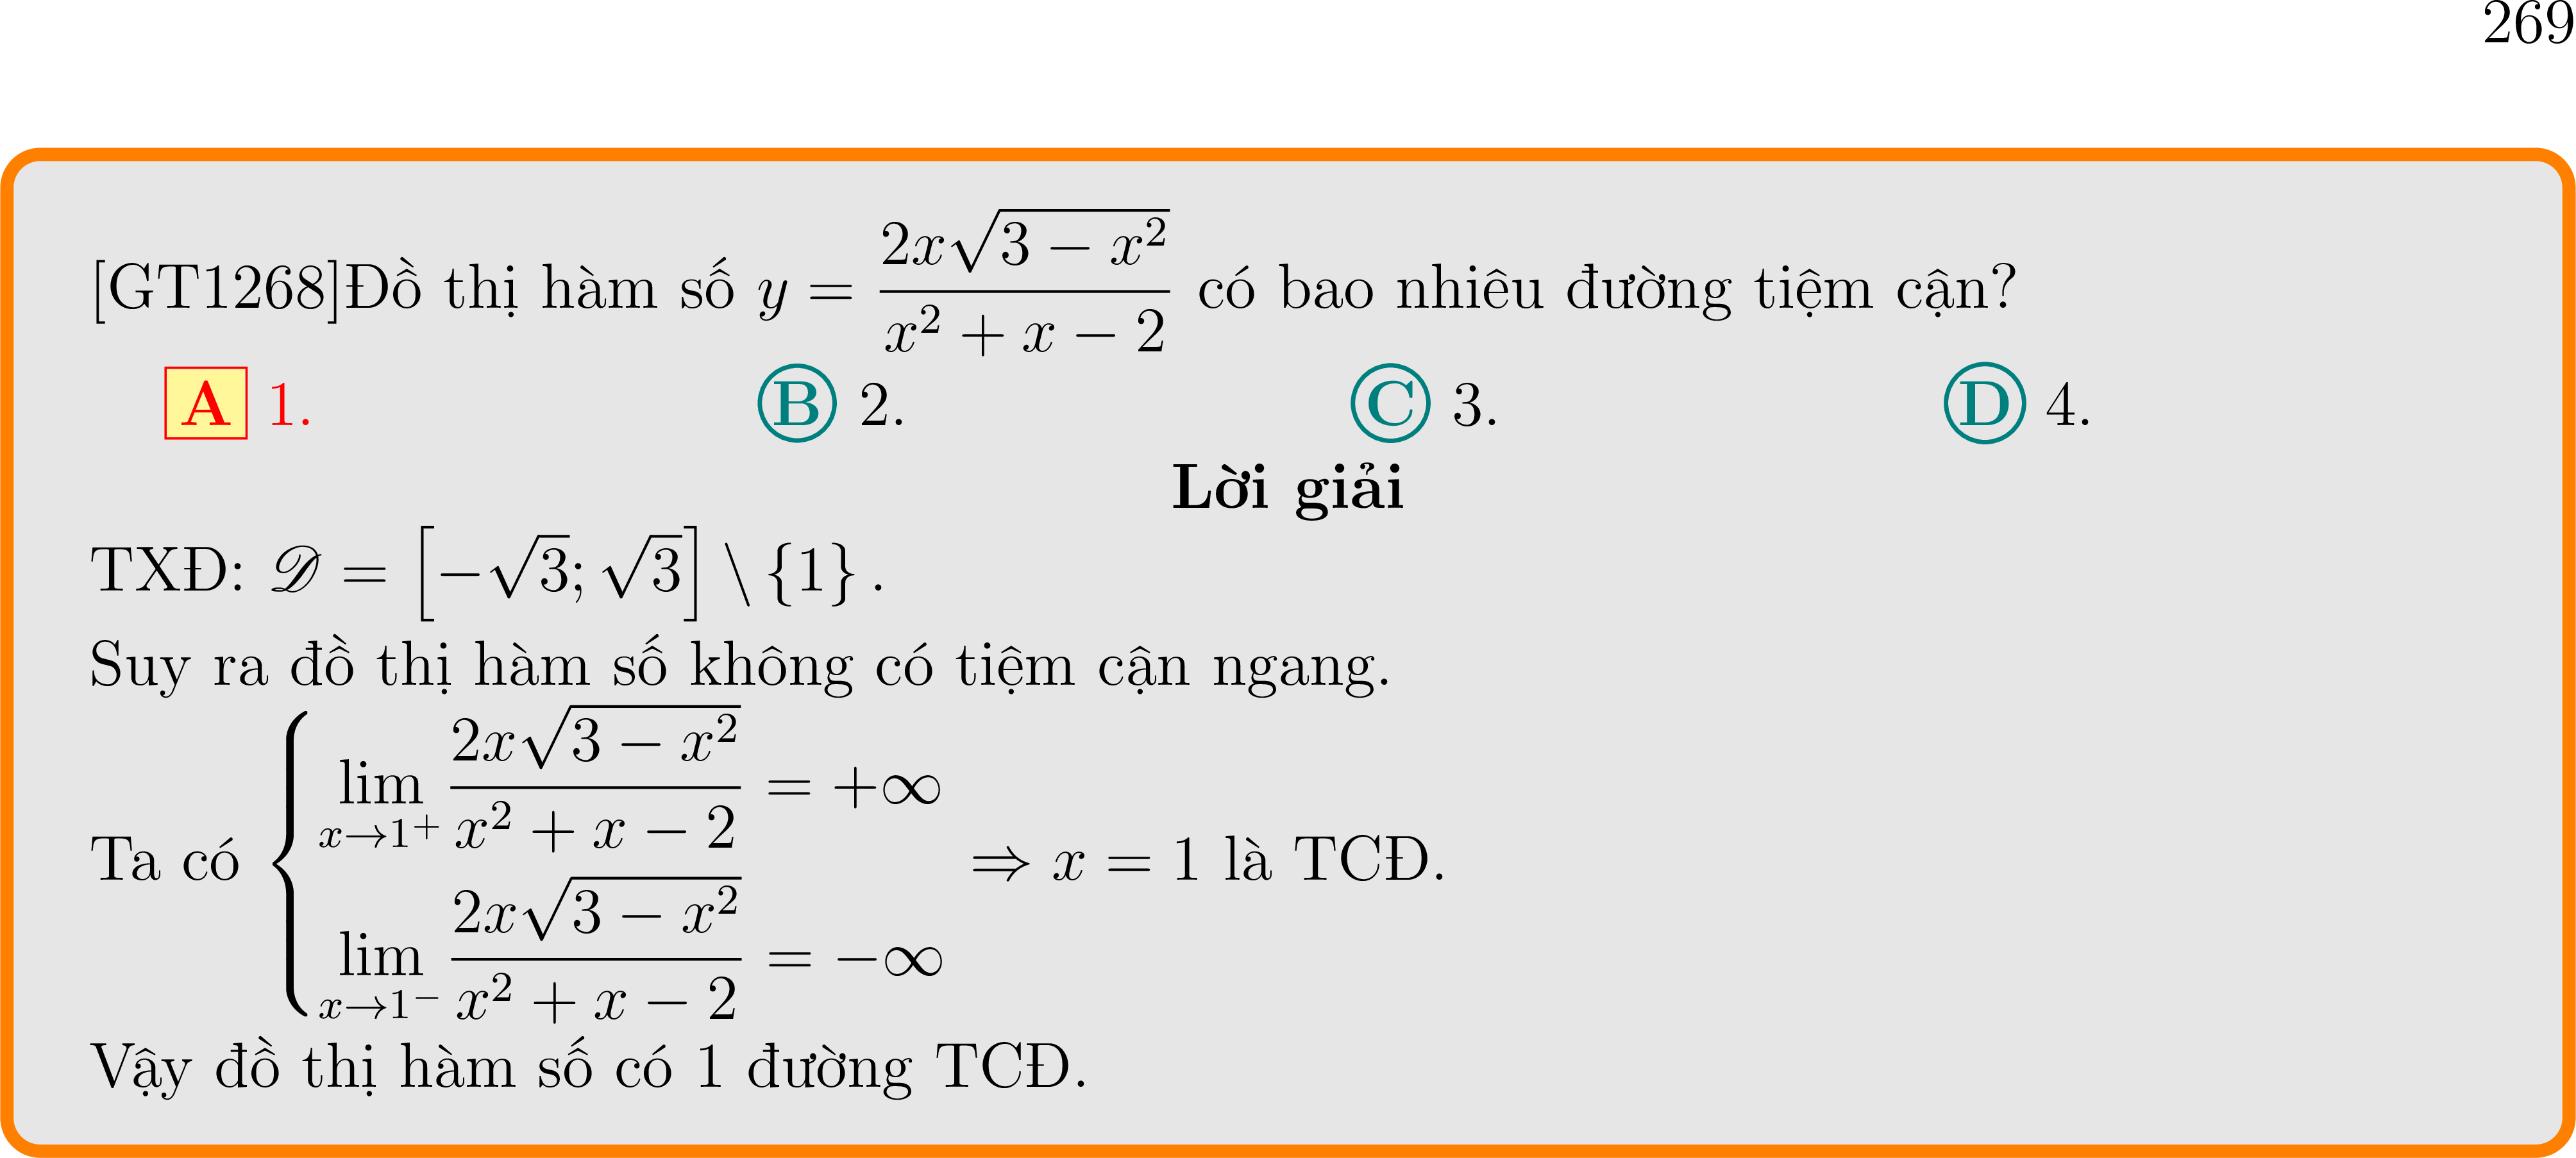 269
[GT1268]Đồ thị hàm số $y = \dfrac{2x\sqrt{3-x^2}}{x^2+x-2}$ có bao nhiêu đường tiệm cận?
A 1. B 2. C 3. D 4.
Lời giải
TXĐ: $\mathscr{D} = \left[-\sqrt{3}; \sqrt{3}\right] \setminus \{1\}.$
Suy ra đồ thị hàm số không có tiệm cận ngang.
Ta có $\begin{cases} \lim\limits_{x \to 1^+} \dfrac{2x\sqrt{3-x^2}}{x^2+x-2} = +\infty \\ \lim\limits_{x \to 1^-} \dfrac{2x\sqrt{3-x^2}}{x^2+x-2} = -\infty \end{cases} \Rightarrow x = 1$ là TCĐ.
Vậy đồ thị hàm số có 1 đường TCĐ.